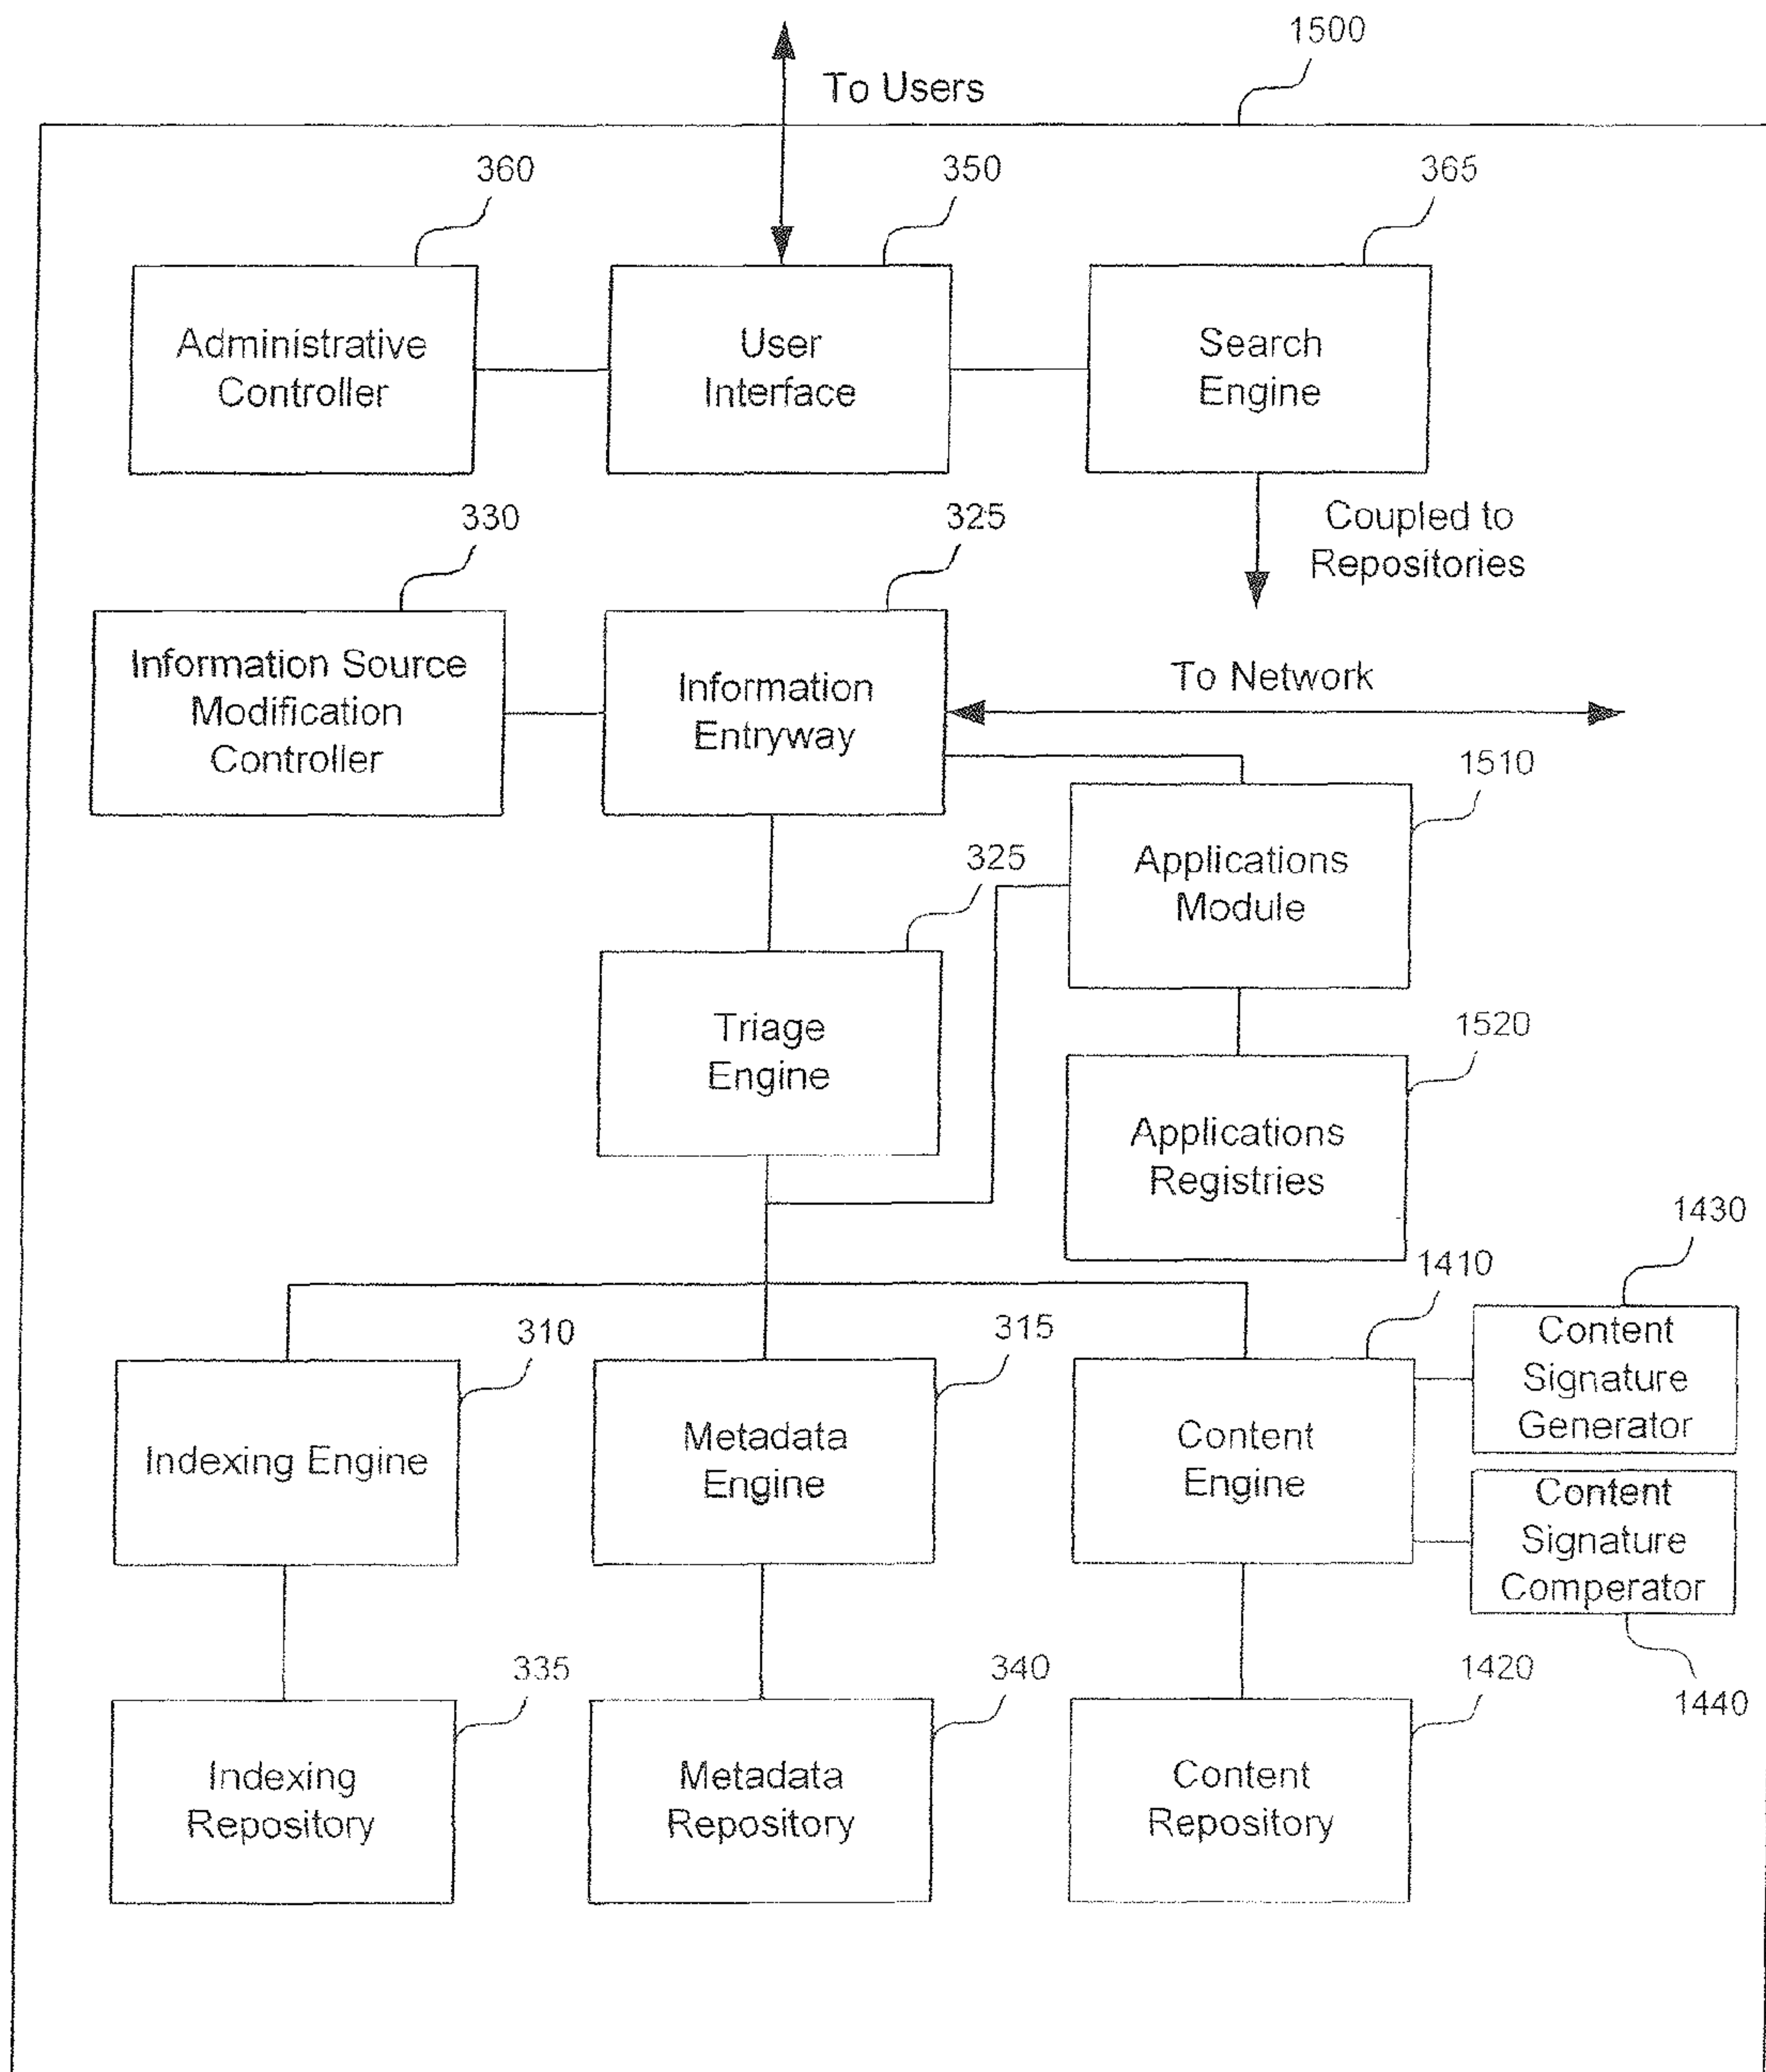 1500
To Users
360
350
365
Administrative
Controller
User
Interface
Search
Engine
330
325
Coupled to
Repositories
Information Source
Modification
Controller
Information
Entryway
To Network
1510
325
Applications
Module
Triage
Engine
1520
Applications
Registries
1430
1410
Content
Signature
Generator
310
315
Indexing Engine
Metadata
Engine
Content
Engine
Content
Signature
Comperator
335
340
1420
1440
Indexing
Repository
Metadata
Repository
Content
Repository